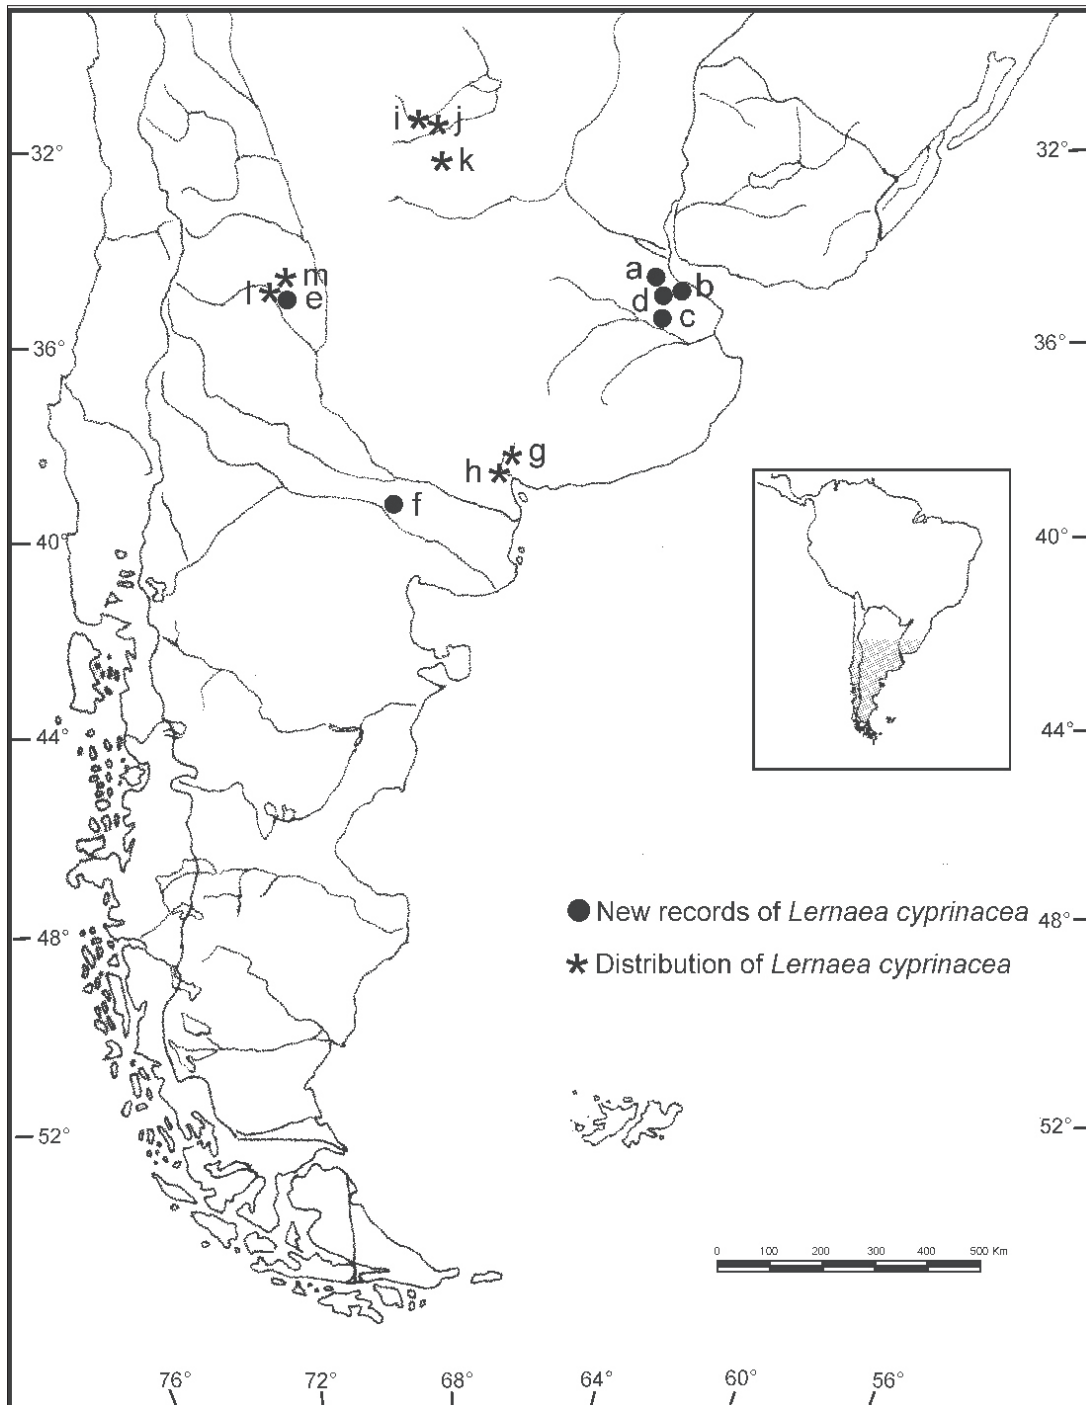 i
j
k
32°
32°
m
l
e
a
b
d
c
36°
36°
g
h
f
40°
40°
44°
44°
New records of Lernaea cyprinacea
48°
48°
Distribution of Lernaea cyprinacea
52°
52°
0 100 200 300 400 500 Km
76° 72° 68° 64° 60° 56°